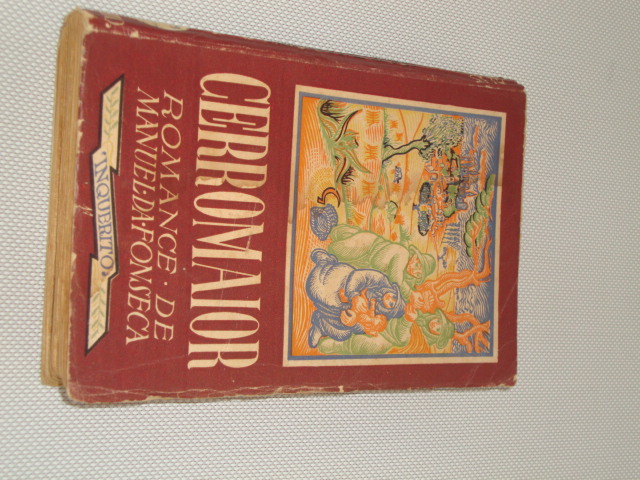 CERROMAIOR
ROMANCE · DE
MANUEL · DA · FONSECA
"INQUÉRITO"